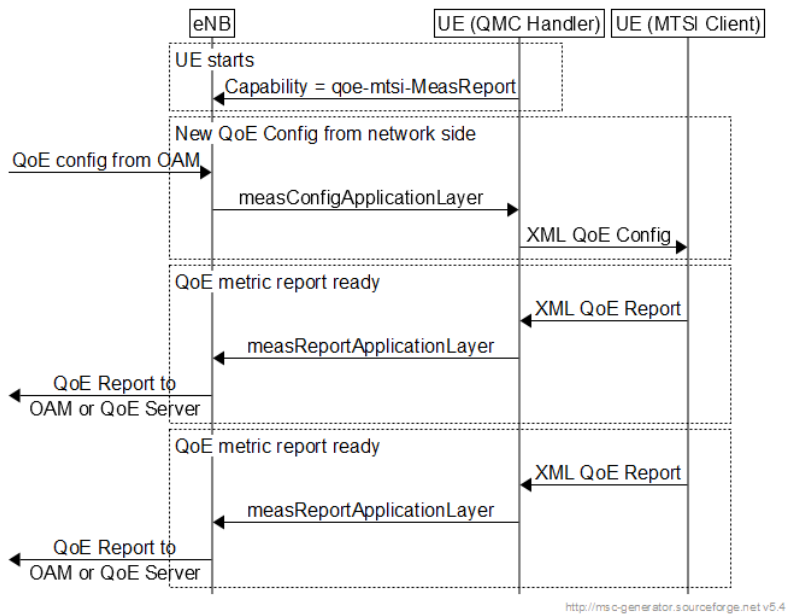 eNB
UE (QMC Handler)
UE (MTSI Client)
UE starts
Capability = qoe-mtsi-MeasReport
New QoE Config from network side
QoE config from OAM
measConfigApplicationLayer
XML QoE Config
QoE metric report ready
XML QoE Report
measReportApplicationLayer
QoE Report to
OAM or QoE Server
QoE metric report ready
XML QoE Report
measReportApplicationLayer
QoE Report to
OAM or QoE Server
http://msc-generator.sourceforge.net v5.4